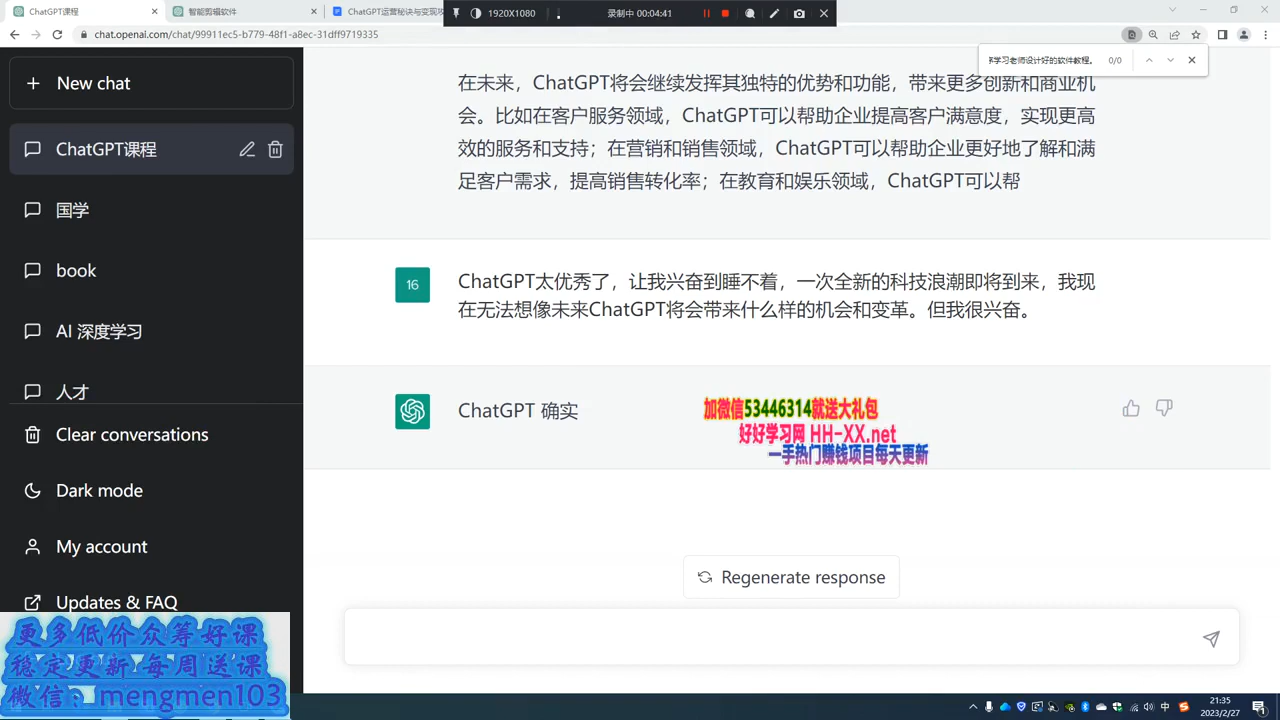 ChatGPT课程
智能剪辑软件
ChatGPT运营秘诀与变现攻
1920X1080
录制中 00:04:41
chat.openai.com/chat/99911ec5-b779-48f1-a8ec-31dff9719335
学习老师设计好的软件教程。 0/0
New chat
ChatGPT课程
国学
book
AI 深度学习
人才
Clear conversations
Dark mode
My account
Updates & FAQ
在未来，ChatGPT将会继续发挥其独特的优势和功能，带来更多创新和商业机
会。比如在客户服务领域，ChatGPT可以帮助企业提高客户满意度，实现更高
效的服务和支持；在营销和销售领域，ChatGPT可以帮助企业更好地了解和满
足客户需求，提高销售转化率；在教育和娱乐领域，ChatGPT可以帮
16
ChatGPT太优秀了，让我兴奋到睡不着，一次全新的科技浪潮即将到来，我现
在无法想像未来ChatGPT将会带来什么样的机会和变革。但我很兴奋。
ChatGPT 确实
加微信53446314就送大礼包
好好学习网 HH-XX.net
一手热门赚钱项目每天更新
Regenerate response
更多低价众筹好课
稳定更新 每周送课
微信：mengmen103
中
21:35
2023/2/27